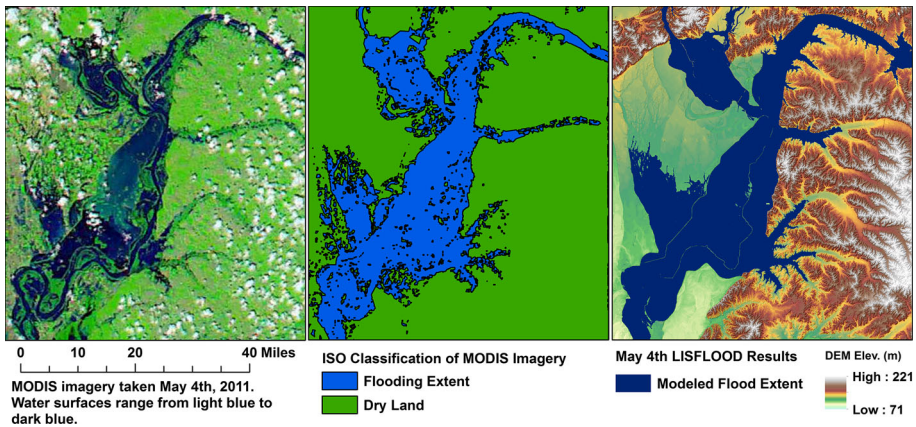 0 10 20 40 Miles
MODIS imagery taken May 4th, 2011.
Water surfaces range from light blue to
dark blue.
ISO Classification of MODIS Imagery
Flooding Extent
Dry Land
May 4th LISFLOOD Results
Modeled Flood Extent
DEM Elev. (m)
High : 221
Low : 71